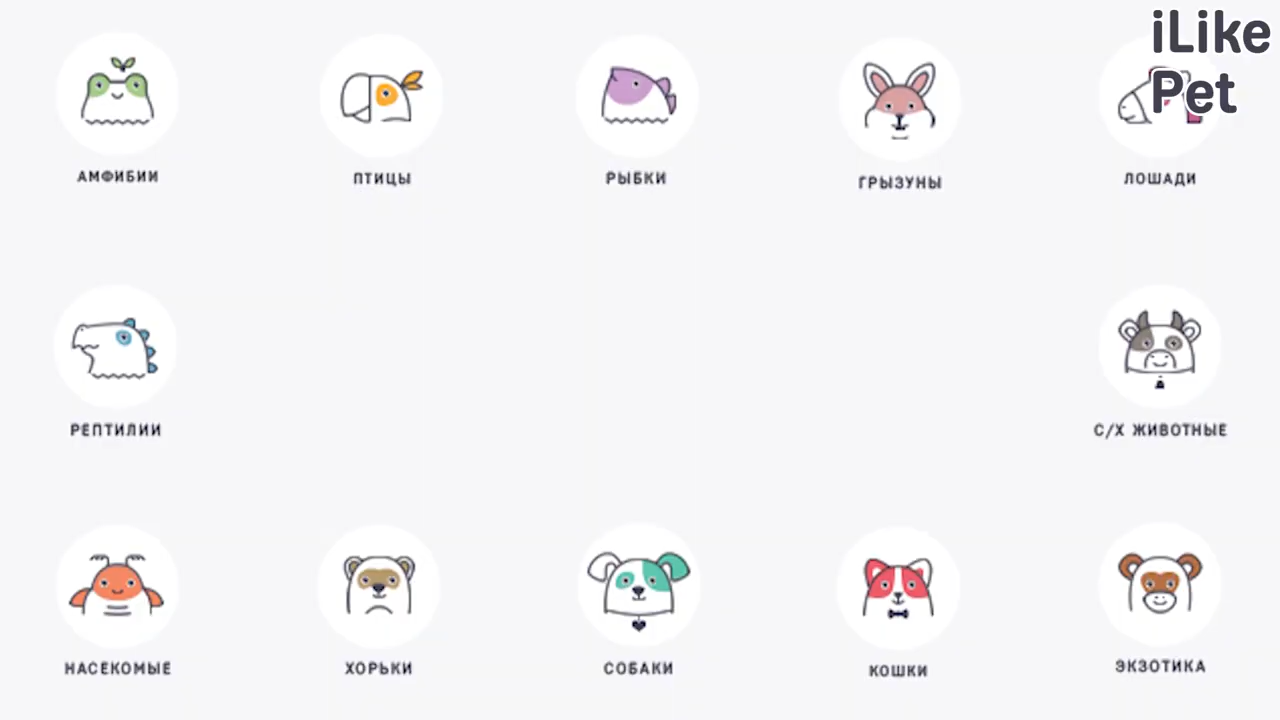 iLike
Pet
АМФИБИИ
ПТИЦЫ
РЫБКИ
ГРЫЗУНЫ
ЛОШАДИ
РЕПТИЛИИ
С/Х ЖИВОТНЫЕ
НАСЕКОМЫЕ
ХОРЬКИ
СОБАКИ
КОШКИ
ЭКЗОТИКА